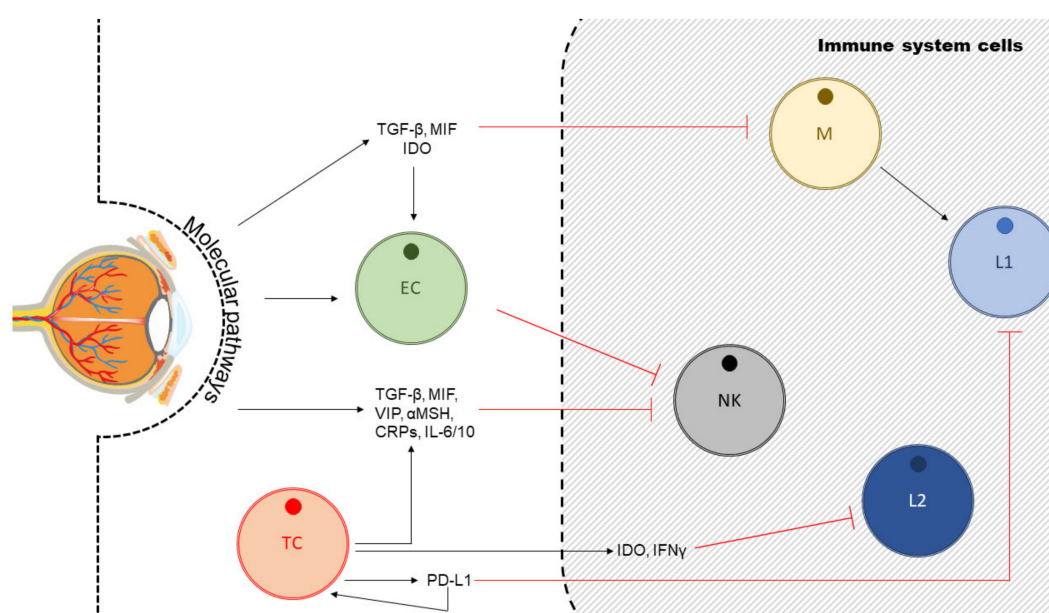 Immune system cells
TGF-β, MIF
IDO
M
Molecular pathways
L1
EC
TGF-β, MIF,
VIP, αMSH,
CRPs, IL-6/10
NK
L2
TC
IDO, IFNγ
PD-L1